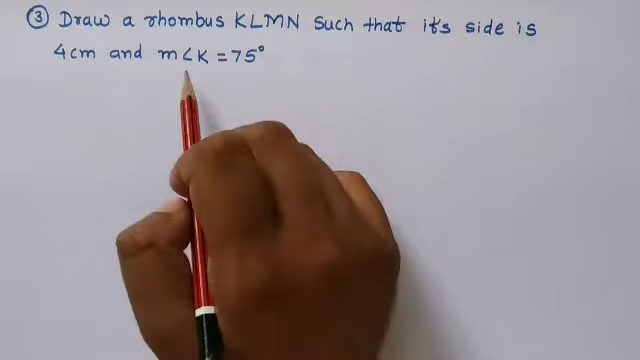 ③ Draw a rhombus KLMN Such that it's side is
4cm and m∠K = 75°